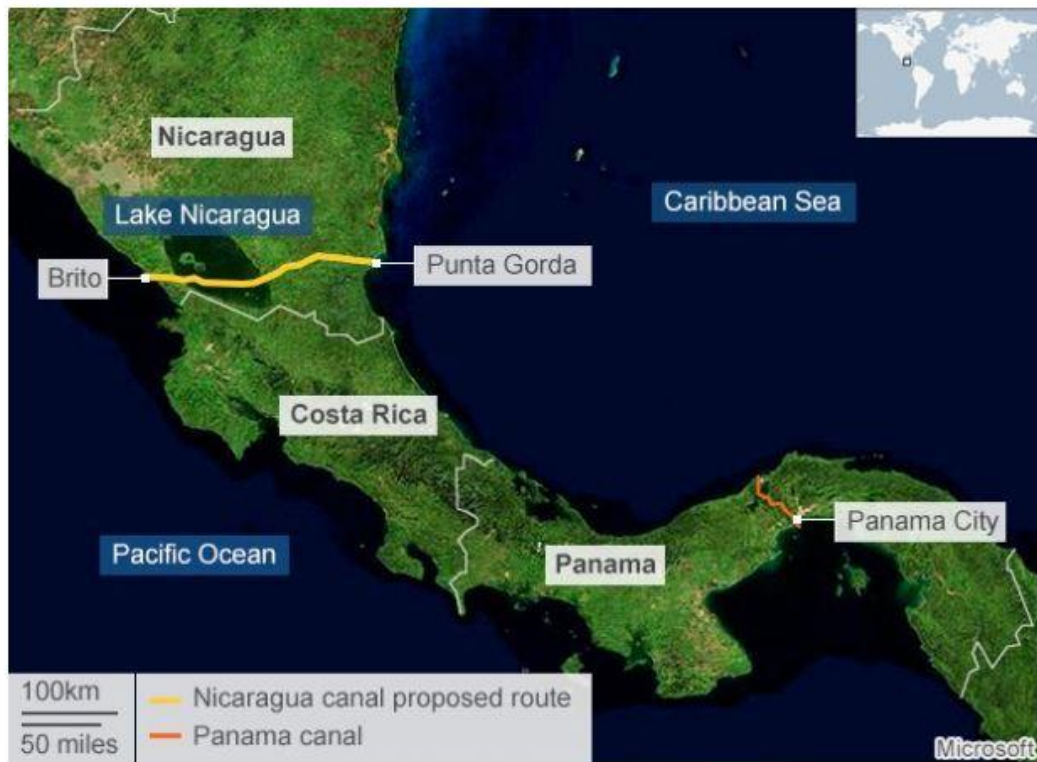 Nicaragua
Lake Nicaragua
Caribbean Sea
Brito
Punta Gorda
Costa Rica
Panama City
Pacific Ocean
Panama
100km
50 miles
Nicaragua canal proposed route
Panama canal
Microsoft